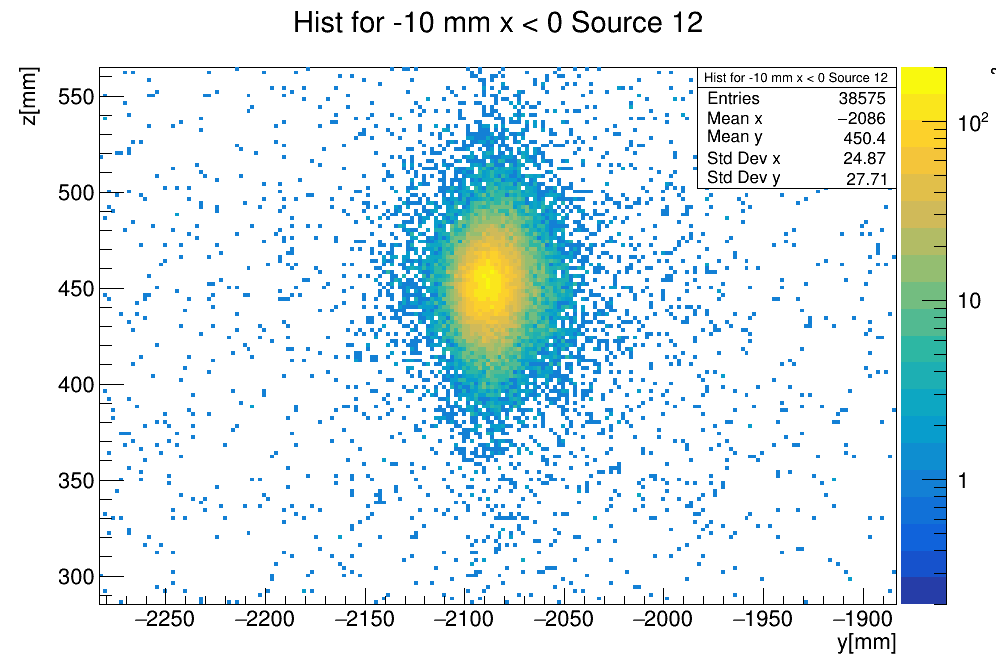 Hist for -10 mm x < 0 Source 12
z[mm]
Hist for -10 mm x < 0 Source 12
Entries 38575
Mean x −2086
Mean y 450.4
Std Dev x 24.87
Std Dev y 27.71
550
500
450
400
350
300
−2250 −2200 −2150 −2100 −2050 −2000 −1950 −1900
y[mm]
10²
10
1